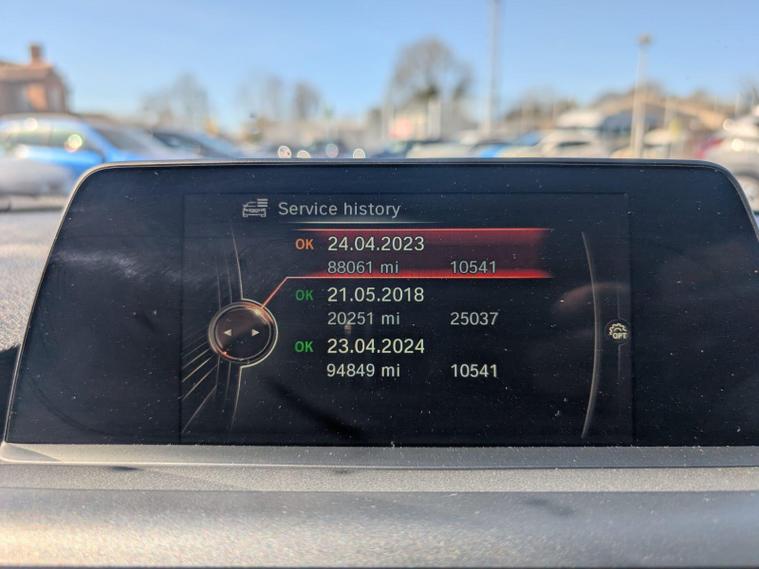 Service history
OK 24.04.2023
88061 mi 10541
OK 21.05.2018
20251 mi 25037
OK 23.04.2024
94849 mi 10541
OPT